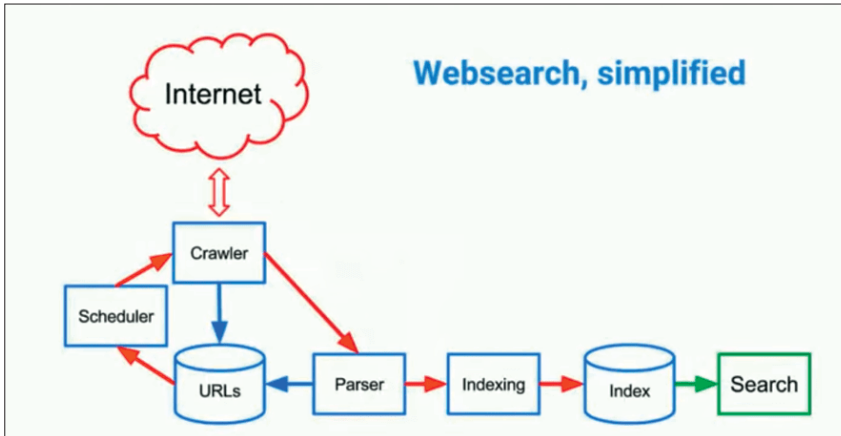 Websearch, simplified
Internet
Crawler
Scheduler
URLs
Parser
Indexing
Index
Search